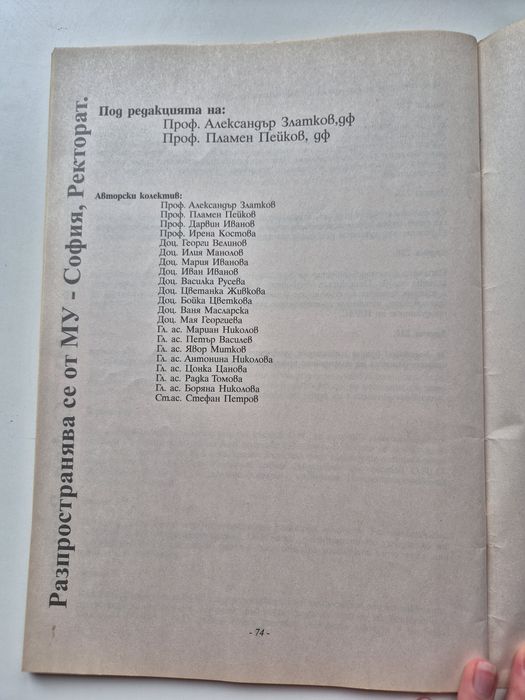 Разпространява се от МУ - София, Ректорат.
Под редакцията на:
Проф. Александър Златков,дф
Проф. Пламен Пейков, дф
Авторски колектив:
Проф. Александър Златков
Проф. Пламен Пейков
Проф. Дарвин Иванов
Проф. Ирена Костова
Доц. Георги Велинов
Доц. Илия Манолов
Доц. Мария Иванова
Доц. Иван Иванов
Доц. Василка Русева
Доц. Цветанка Живкова
Доц. Бойка Цветкова
Доц. Ваня Масларска
Доц. Мая Георгиева
Гл. ас. Мариан Николов
Гл. ас. Петър Василев
Гл. ас. Явор Митков
Гл. ас. Антонина Николова
Гл. ас. Цонка Цанова
Гл. ас. Радка Томова
Гл. ас. Боряна Николова
Ст.ас. Стефан Петров
- 74 -